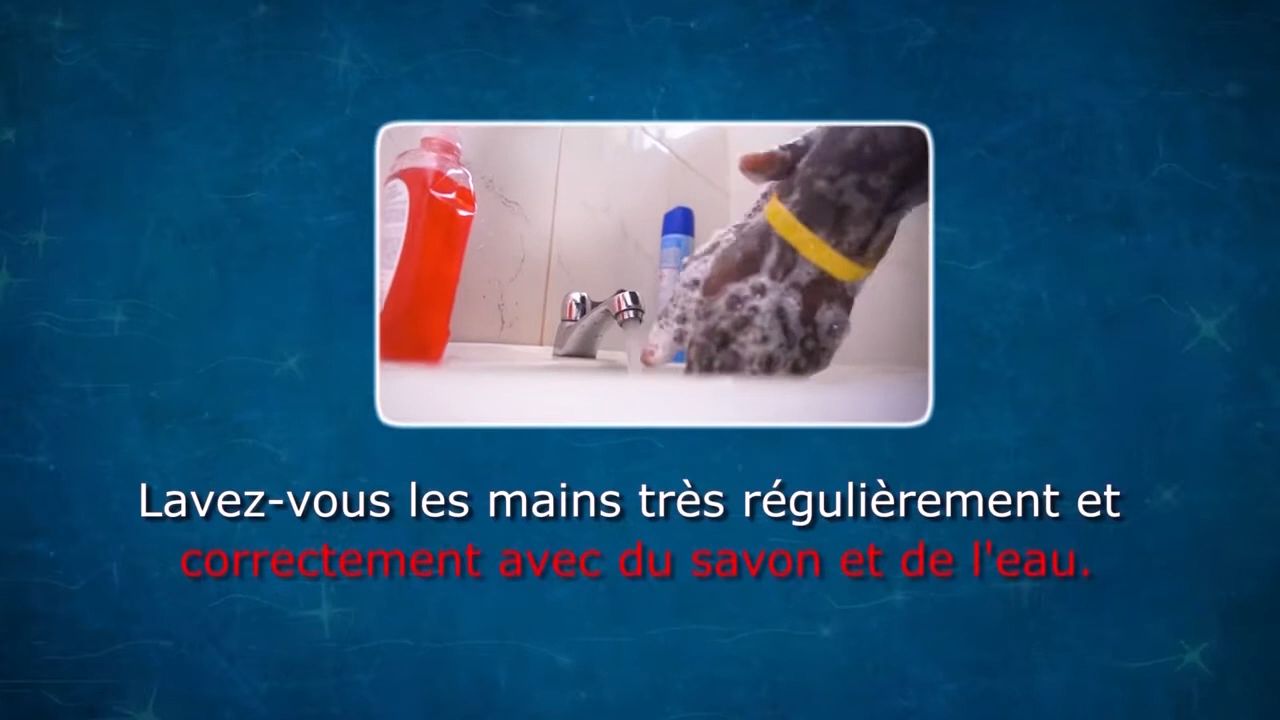 Lavez-vous les mains très régulièrement et
correctement avec du savon et de l'eau.